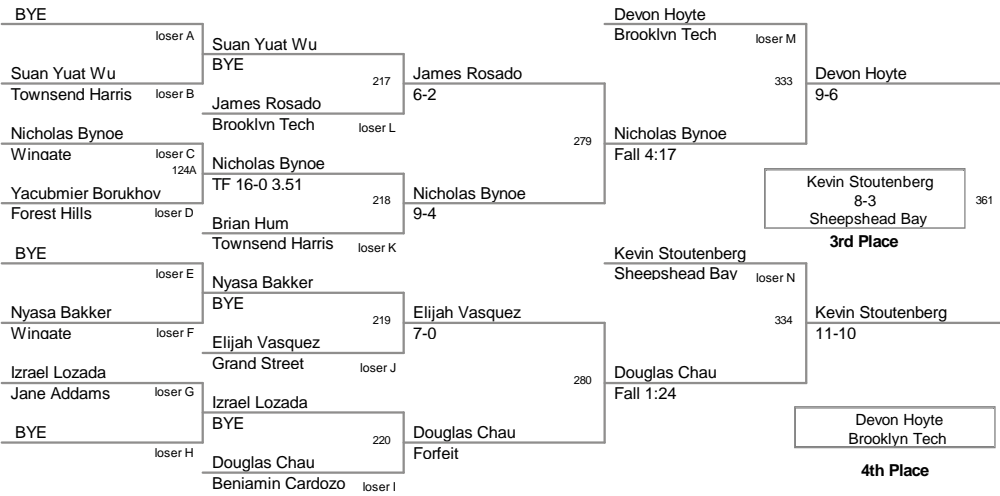 BYE
loser A
Suan Yuat Wu
Townsend Harris
loser B
Nicholas Bynoe
Wingate
loser C
124A
Yacubmier Borukhov
Forest Hills
loser D
BYE
loser E
Nyasa Bakker
Wingate
loser F
Izrael Lozada
Jane Addams
loser G
BYE
loser H
Suan Yuat Wu
BYE
217
James Rosado
Brooklyn Tech
loser L
Nicholas Bynoe
TF 16-0 3.51
218
Brian Hum
Townsend Harris
loser K
Nyasa Bakker
BYE
219
Elijah Vasquez
Grand Street
loser J
Izrael Lozada
BYE
220
Douglas Chau
Benjamin Cardozo
loser I
James Rosado
6-2
279
Nicholas Bynoe
9-4
Elijah Vasquez
7-0
280
Douglas Chau
Forfeit
Devon Hoyte
Brooklyn Tech
loser M
333
Nicholas Bynoe
Fall 4:17
Kevin Stoutenberg
Sheepshead Bay
loser N
334
Douglas Chau
Fall 1:24
Devon Hoyte
9-6
Kevin Stoutenberg
8-3
Sheepshead Bay
361
3rd Place
Kevin Stoutenberg
11-10
Devon Hoyte
Brooklyn Tech
4th Place